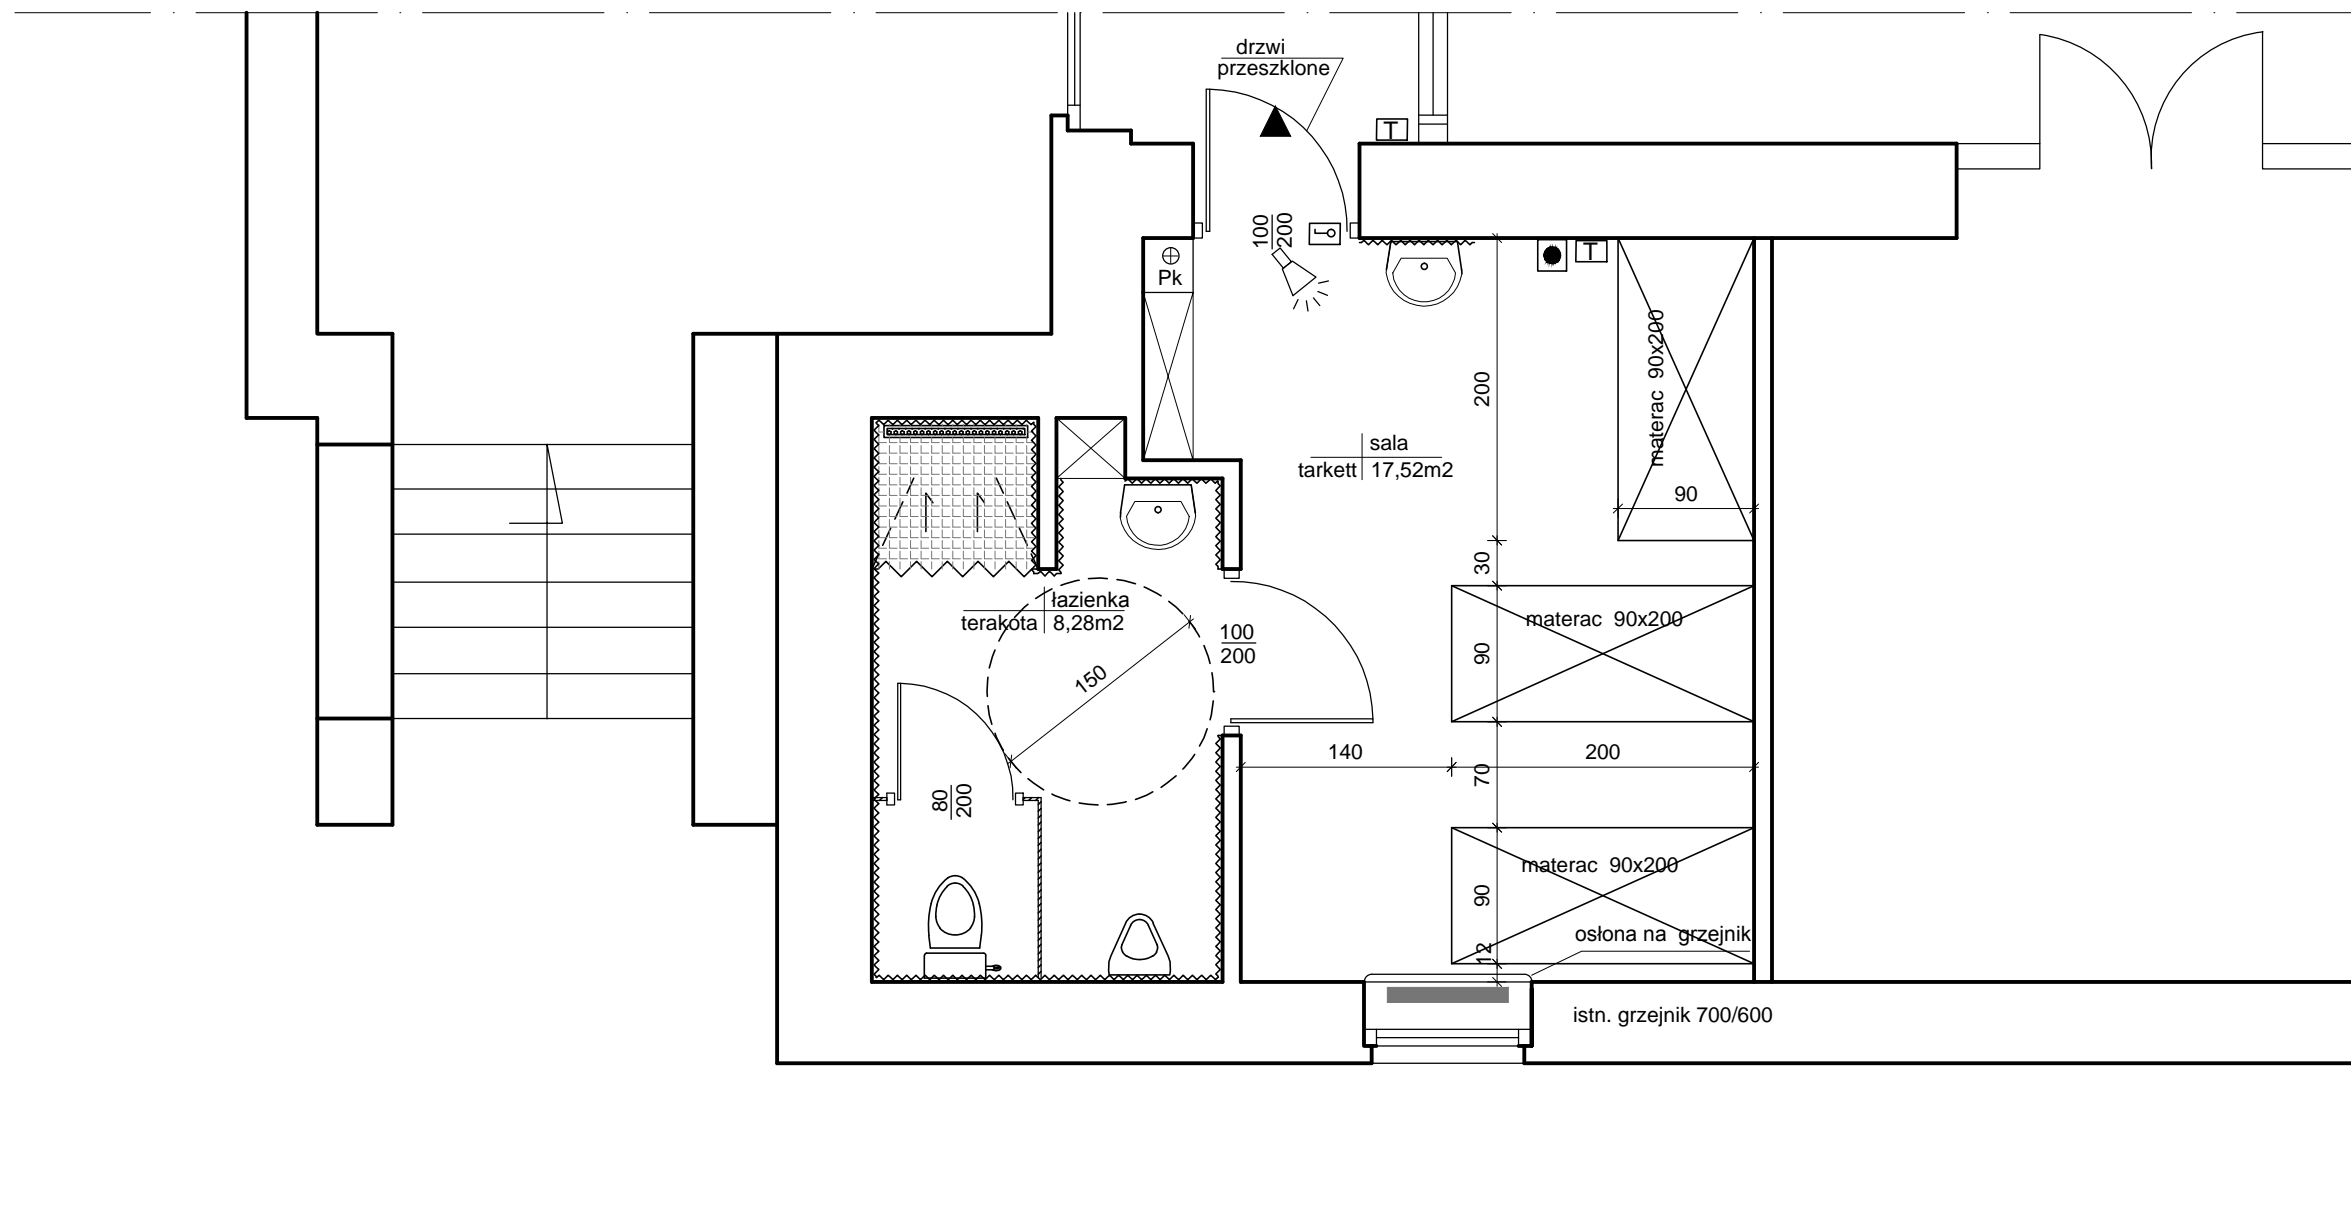 drzwi
przeszklone
T
100
200
Pk
T
materac 90x200
200
sala
tarkett 17,52m2
90
30
łazienka
terakota 8,28m2
materac 90x200
100
200
90
150
140
200
70
80
200
materac 90x200
90
osłona na grzejnik
12
istn. grzejnik 700/600